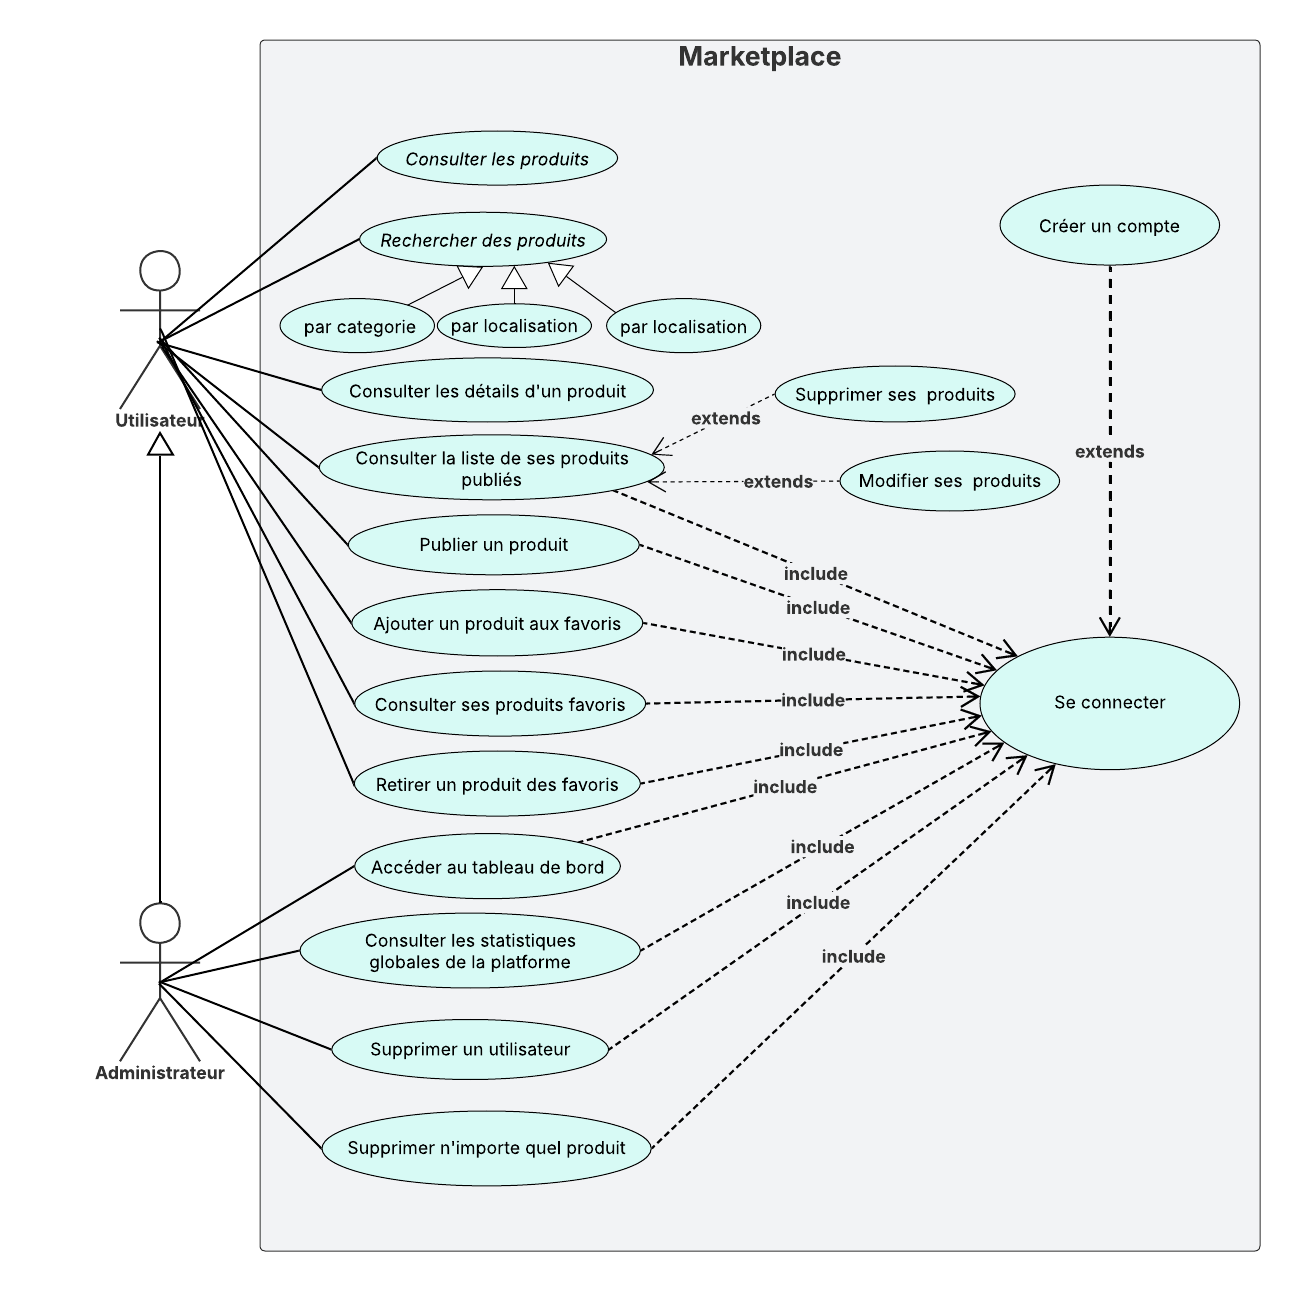 Marketplace
Consulter les produits
Créer un compte
Rechercher des produits
par categorie
par localisation
par localisation
Consulter les détails d'un produit
Supprimer ses  produits
Utilisateur
extends
extends
Consulter la liste de ses produits
publiés
extends
Modifier ses  produits
Publier un produit
include
include
Ajouter un produit aux favoris
include
Consulter ses produits favoris
include
Se connecter
include
Retirer un produit des favoris
include
Accéder au tableau de bord
include
include
Consulter les statistiques
globales de la platforme
include
Supprimer un utilisateur
Administrateur
Supprimer n'importe quel produit